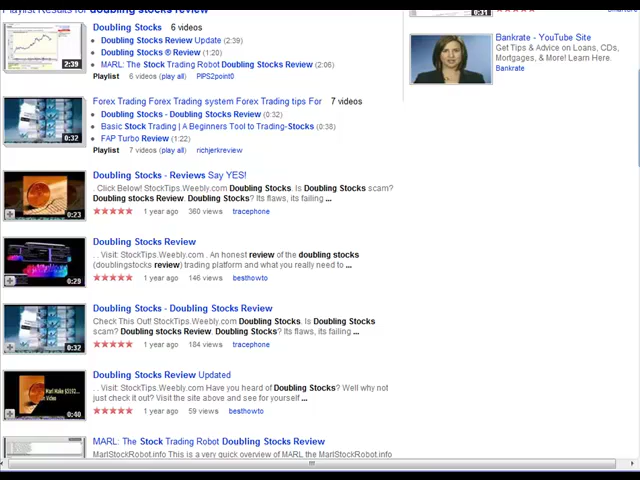 Playlist Results for doubling stocks review
Doubling Stocks 6 videos
Doubling Stocks Review Update (2:39)
Doubling Stocks ® Review (1:20)
MARL: The Stock Trading Robot Doubling Stocks Review (2:06)
Playlist 6 videos (play all) PIPS2point0
2:39
Bankrate - YouTube Site
Get Tips & Advice on Loans, CDs,
Mortgages, & More! Learn Here.
Bankrate
Forex Trading Forex Trading system Forex Trading tips For 7 videos
Doubling Stocks - Doubling Stocks Review (0:32)
Basic Stock Trading | A Beginners Tool to Trading-Stocks (0:38)
FAP Turbo Review (1:22)
Playlist 7 videos (play all) richjerkreview
0:32
Doubling Stocks - Reviews Say YES!
. Click Below! StockTips.Weebly.com Doubling Stocks. Is Doubling Stocks scam?
Doubling stocks Review. Doubling Stocks? Its flaws, its failing ...
1 year ago 360 views tracephone
0:23
Doubling Stocks Review
. . Visit: StockTips.Weebly.com . An honest review of the doubling stocks
(doublingstocks review) trading platform and what you really need to ...
1 year ago 146 views besthowto
0:29
Doubling Stocks - Doubling Stocks Review
Check This Out! StockTips.Weebly.com Doubling Stocks. Is Doubling Stocks
scam? Doubling stocks Review. Doubling Stocks? Its flaws, its failing ...
1 year ago 184 views tracephone
0:32
Doubling Stocks Review Updated
. . Visit: StockTips.Weebly.com Have you heard of Doubling Stocks? Well why not
just check it out? Visit the site above and see for yourself ...
1 year ago 59 views besthowto
0:40
MARL: The Stock Trading Robot Doubling Stocks Review
MarlStockRobot.info This is a very quick overview of MARL the MarlStockRobot.info